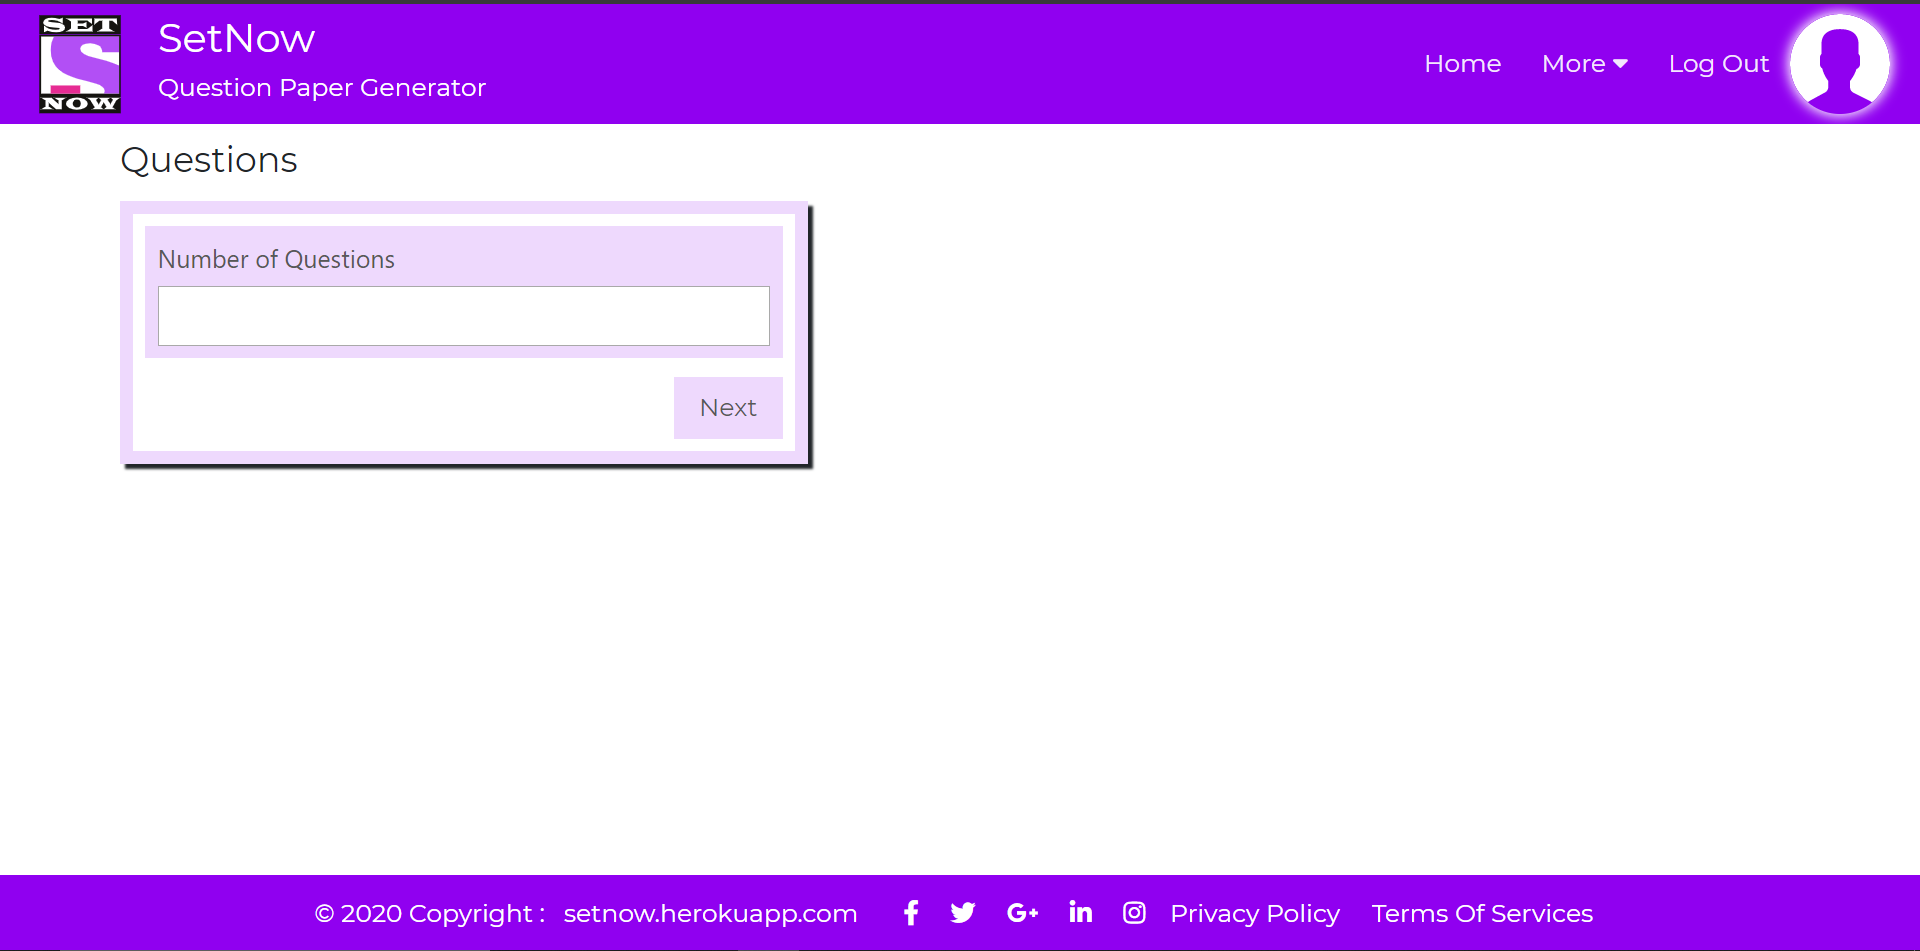 SET
NOW
SetNow
Question Paper Generator
Home
More
Log Out
Questions
Number of Questions
Next
© 2020 Copyright : setnow.herokuapp.com
Privacy Policy
Terms Of Services